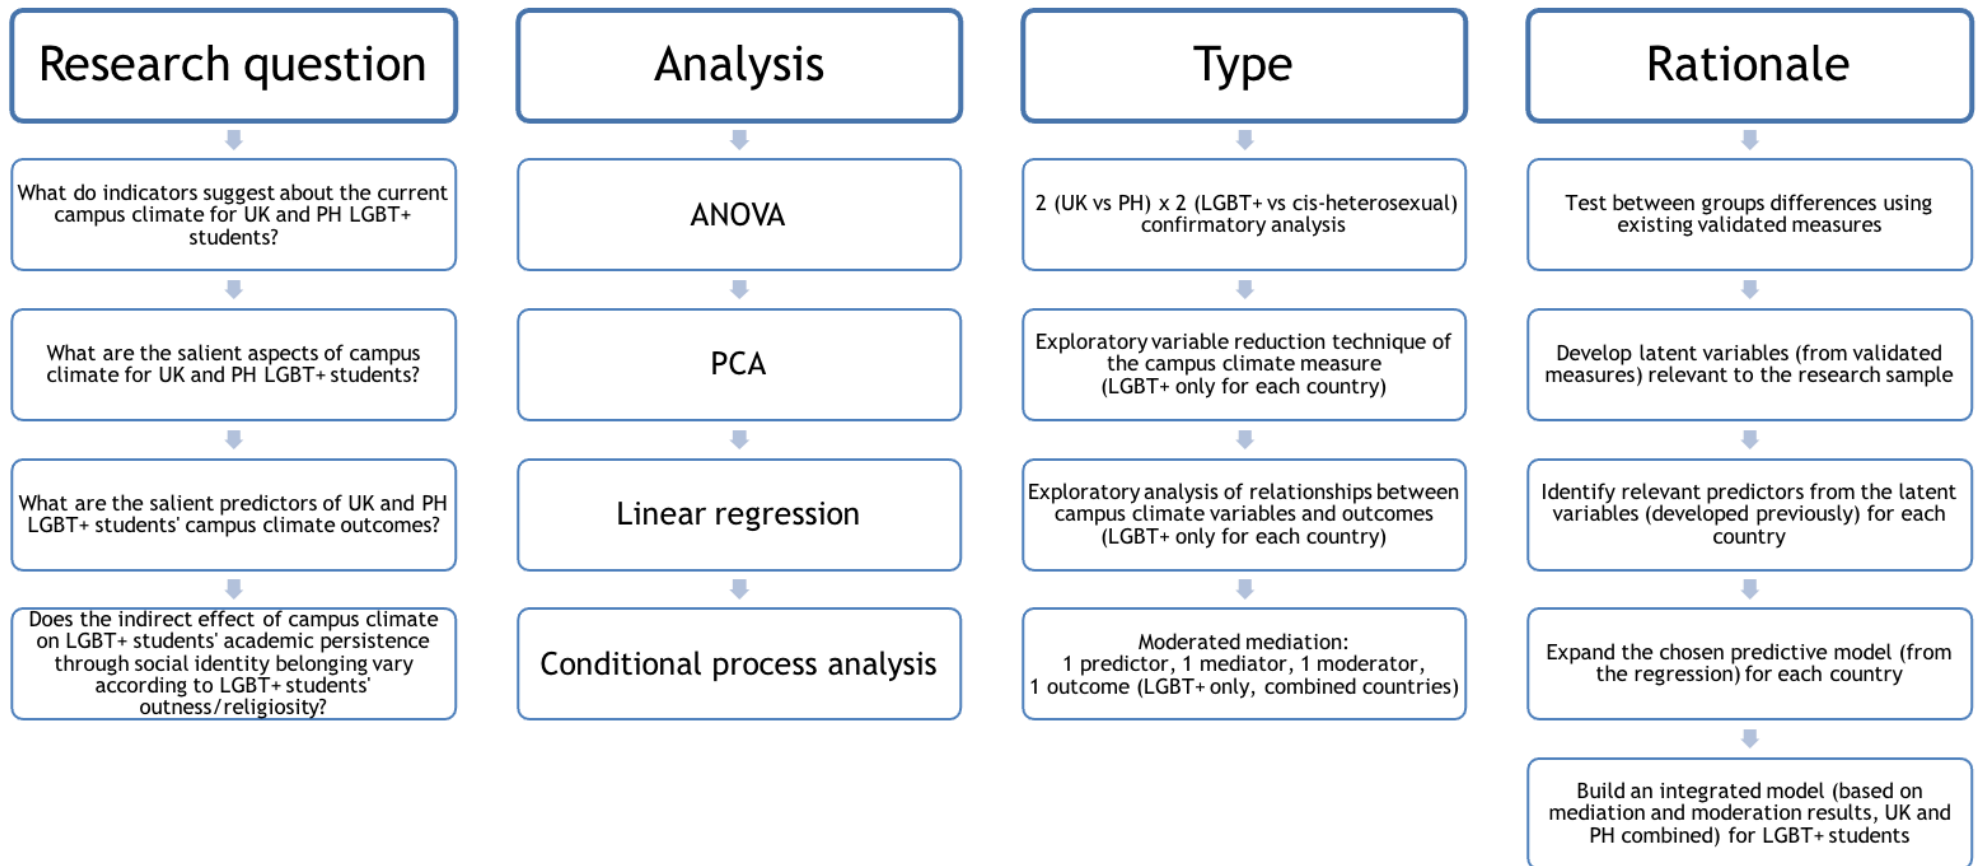 Research question
What do indicators suggest about the current
campus climate for UK and PH LGBT+
students?
What are the salient aspects of campus
climate for UK and PH LGBT+ students?
What are the salient predictors of UK and PH
LGBT+ students' campus climate outcomes?
Does the indirect effect of campus climate
on LGBT+ students' academic persistence
through social identity belonging vary
according to LGBT+ students'
outness/religiosity?
Analysis
ANOVA
PCA
Linear regression
Conditional process analysis
Type
2 (UK vs PH) x 2 (LGBT+ vs cis-heterosexual)
confirmatory analysis
Exploratory variable reduction technique of
the campus climate measure
(LGBT+ only for each country)
Exploratory analysis of relationships between
campus climate variables and outcomes
(LGBT+ only for each country)
Moderated mediation:
1 predictor, 1 mediator, 1 moderator,
1 outcome (LGBT+ only, combined countries)
Rationale
Test between groups differences using
existing validated measures
Develop latent variables (from validated
measures) relevant to the research sample
Identify relevant predictors from the latent
variables (developed previously) for each
country
Expand the chosen predictive model (from
the regression) for each country
Build an integrated model (based on
mediation and moderation results, UK and
PH combined) for LGBT+ students